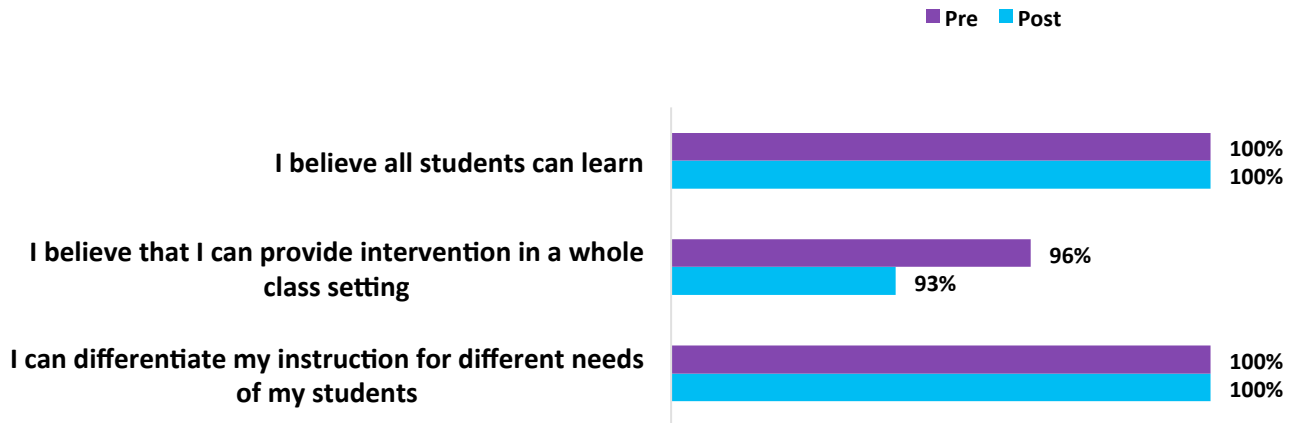 Pre Post
I believe all students can learn
100%
100%
I believe that I can provide intervention in a whole
class setting
96%
93%
I can differentiate my instruction for different needs
of my students
100%
100%